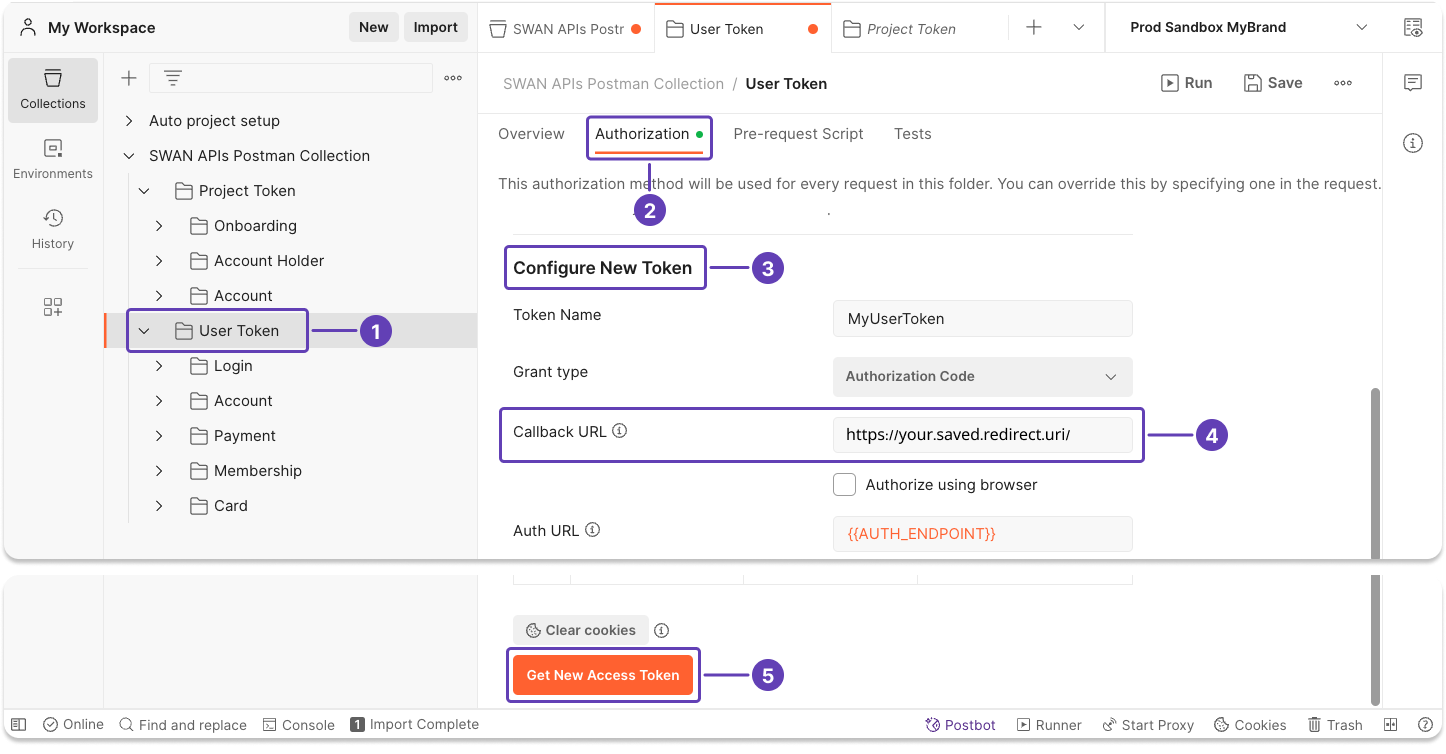 My Workspace
New
Import
SWAN APIs Postr
User Token
Project Token
Prod Sandbox MyBrand
Collections
Environments
History
Auto project setup
SWAN APIs Postman Collection
Project Token
Onboarding
Account Holder
Account
User Token
1
Login
Account
Payment
Membership
Card
SWAN APIs Postman Collection / User Token
Run
Save
Overview
Authorization
Pre-request Script
Tests
This authorization method will be used for every request in this folder. You can override this by specifying one in the request.
2
Configure New Token
3
Token Name
MyUserToken
Grant type
Authorization Code
Callback URL
https://your.saved.redirect.uri/
4
Authorize using browser
Auth URL
{{AUTH_ENDPOINT}}
Clear cookies
Get New Access Token
5
Online
Find and replace
Console
1 Import Complete
Postbot
Runner
Start Proxy
Cookies
Trash